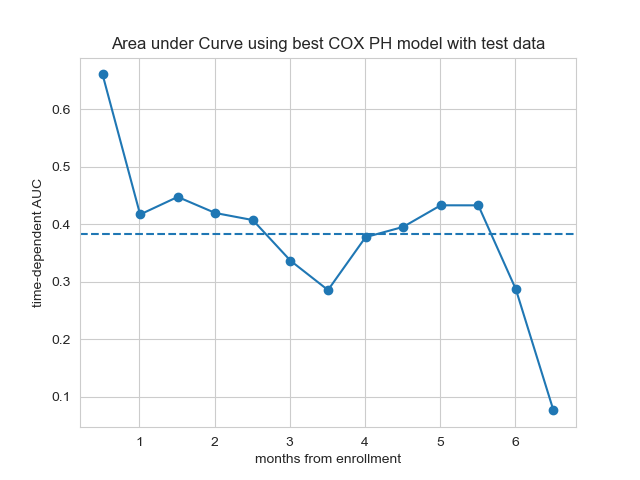 Area under Curve using best COX PH model with test data
time-dependent AUC
0.6
0.5
0.4
0.3
0.2
0.1
1 2 3 4 5 6
months from enrollment